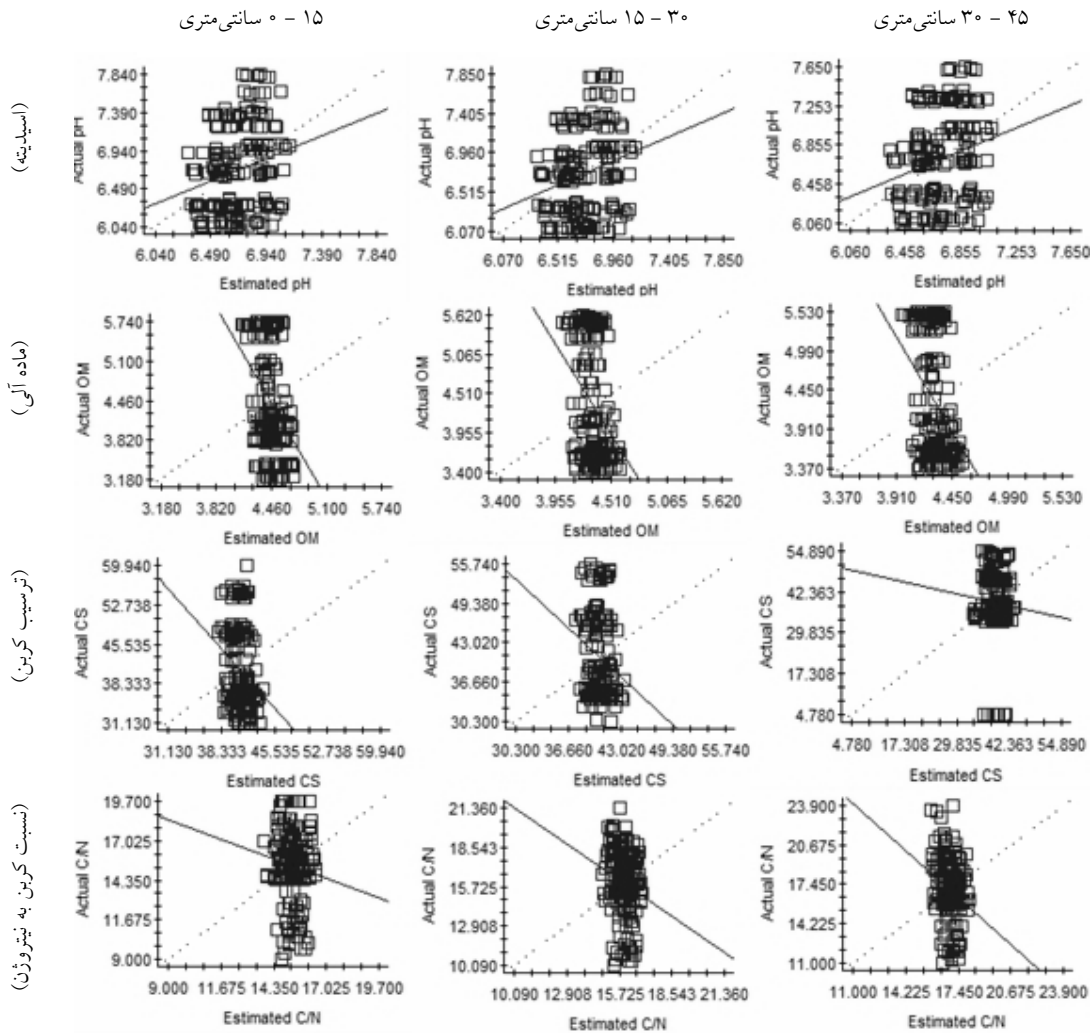 ۰ - ۱۵ سانتی‌متری
۱۵ - ۳۰ سانتی‌متری
۳۰ - ۴۵ سانتی‌متری
(اسیدیته)
Actual pH
7.840
7.390
6.940
6.490
6.040
6.040 6.490 6.940 7.390 7.840
Estimated pH
Actual pH
7.850
7.405
6.960
6.515
6.070
6.070 6.515 6.960 7.405 7.850
Estimated pH
Actual pH
7.650
7.253
6.855
6.458
6.060
6.060 6.458 6.855 7.253 7.650
Estimated pH
(ماده آلی)
Actual OM
5.740
5.100
4.460
3.820
3.180
3.180 3.820 4.460 5.100 5.740
Estimated OM
Actual OM
5.620
5.065
4.510
3.955
3.400
3.400 3.955 4.510 5.065 5.620
Estimated OM
Actual OM
5.530
4.990
4.450
3.910
3.370
3.370 3.910 4.450 4.990 5.530
Estimated OM
(ترسیب کربن)
Actual CS
59.940
52.738
45.535
38.333
31.130
31.130 38.333 45.535 52.738 59.940
Estimated CS
Actual CS
55.740
49.380
43.020
36.660
30.300
30.300 36.660 43.020 49.380 55.740
Estimated CS
Actual CS
54.890
42.363
29.835
17.308
4.780
4.780 17.308 29.835 42.363 54.890
Estimated CS
(نسبت کربن به نیتروژن)
Actual C/N
19.700
17.025
14.350
11.675
9.000
9.000 11.675 14.350 17.025 19.700
Estimated C/N
Actual C/N
21.360
18.543
15.725
12.908
10.090
10.090 12.908 15.725 18.543 21.360
Estimated C/N
Actual C/N
23.900
20.675
17.450
14.225
11.000
11.000 14.225 17.450 20.675 23.900
Estimated C/N